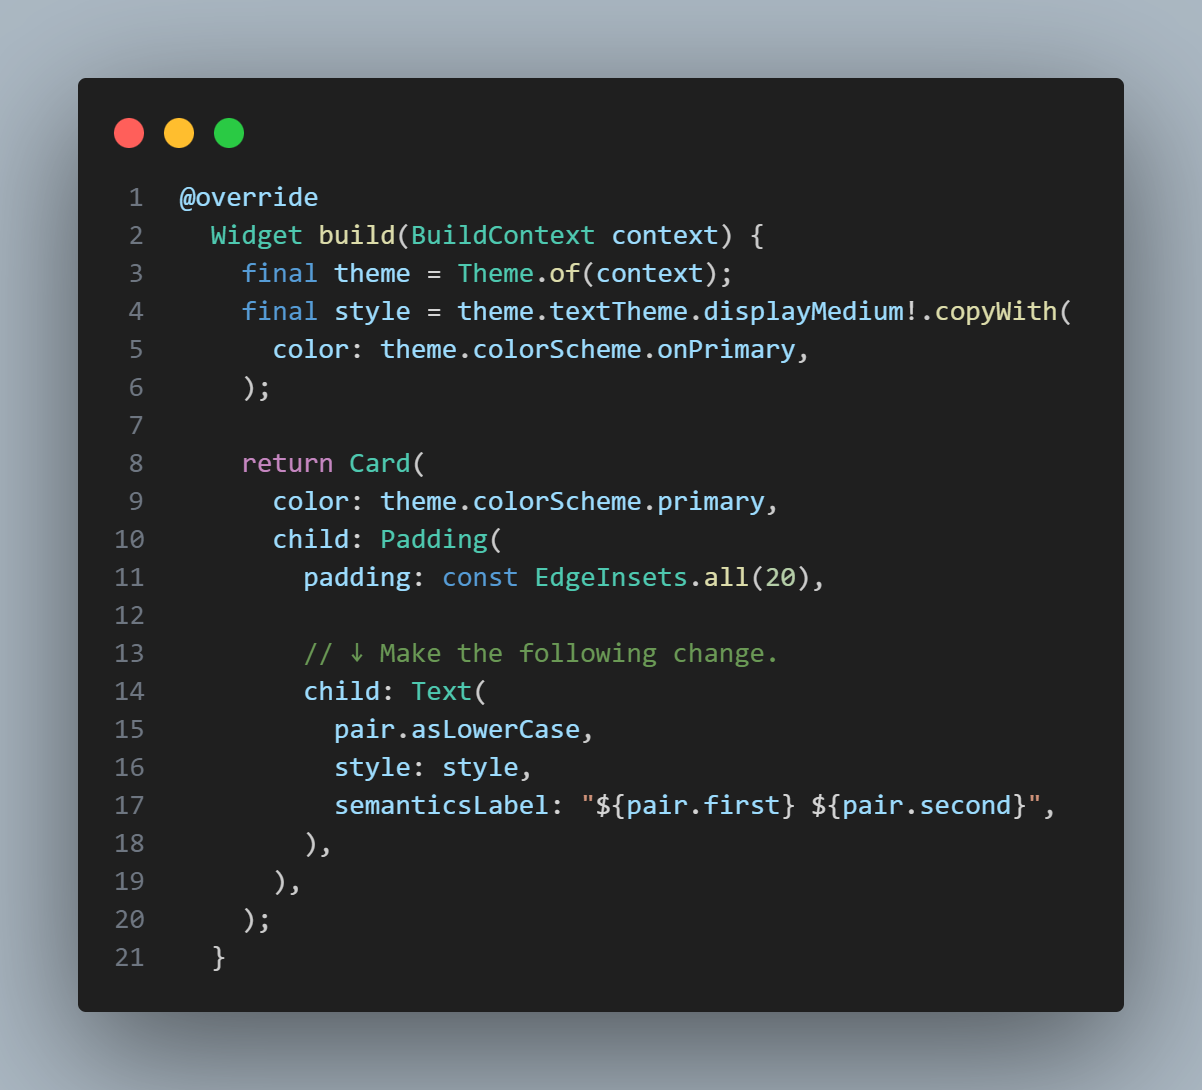 1 @override
2   Widget build(BuildContext context) {
3     final theme = Theme.of(context);
4     final style = theme.textTheme.displayMedium!.copyWith(
5       color: theme.colorScheme.onPrimary,
6     );
7
8     return Card(
9       color: theme.colorScheme.primary,
10       child: Padding(
11         padding: const EdgeInsets.all(20),
12
13         // ↓ Make the following change.
14         child: Text(
15           pair.asLowerCase,
16           style: style,
17           semanticsLabel: "${pair.first} ${pair.second}",
18         ),
19       ),
20     );
21   }